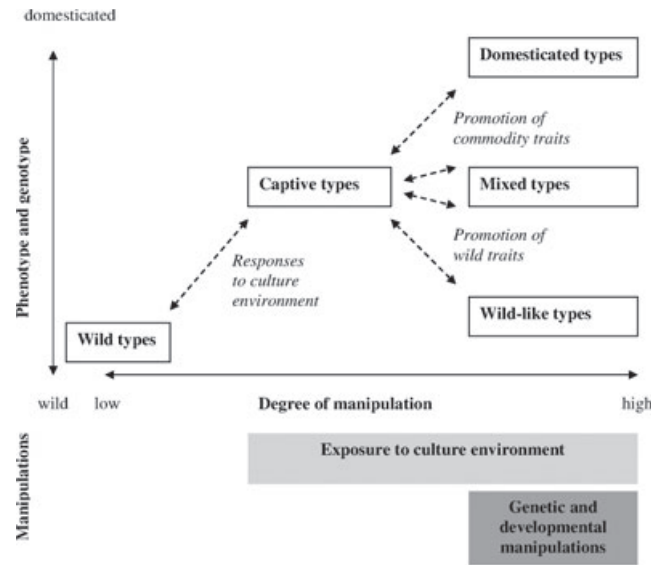 domesticated
Domesticated types
Promotion of
commodity traits
Phenotype and genotype
Captive types
Mixed types
Responses
to culture
environment
Promotion of
wild traits
Wild types
Wild-like types
wild
low
Degree of manipulation
high
Manipulations
Exposure to culture environment
Genetic and
developmental
manipulations